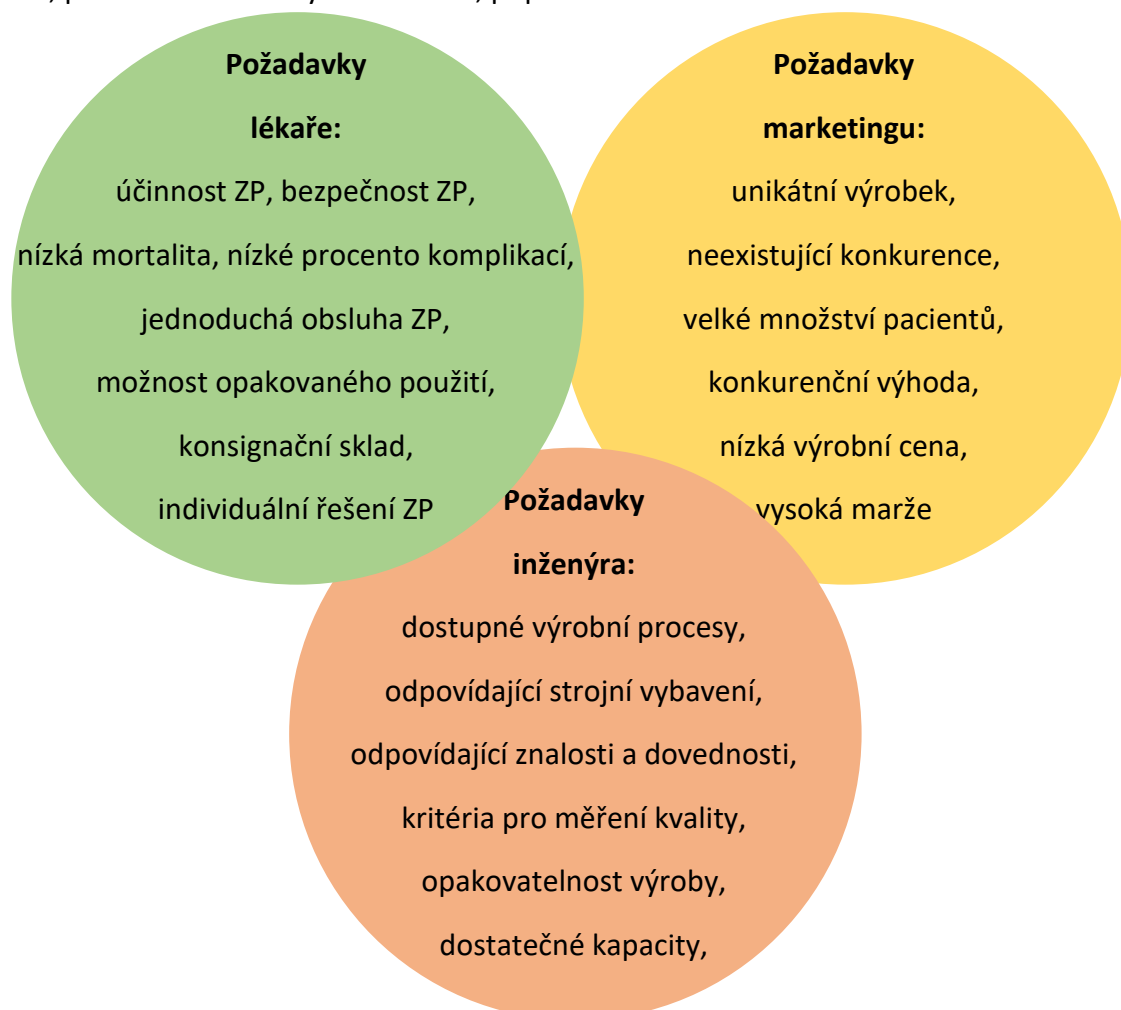 Požadavky
lékaře:
účinnost ZP, bezpečnost ZP,
nízká mortalita, nízké procento komplikací,
jednoduchá obsluha ZP,
možnost opakovaného použití,
konsignační sklad,
individuální řešení ZP
Požadavky
marketingu:
unikátní výrobek,
neexistující konkurence,
velké množství pacientů,
konkurenční výhoda,
nízká výrobní cena,
vysoká marže
Požadavky
inženýra:
dostupné výrobní procesy,
odpovídající strojní vybavení,
odpovídající znalosti a dovednosti,
kritéria pro měření kvality,
opakovatelnost výroby,
dostatečné kapacity,